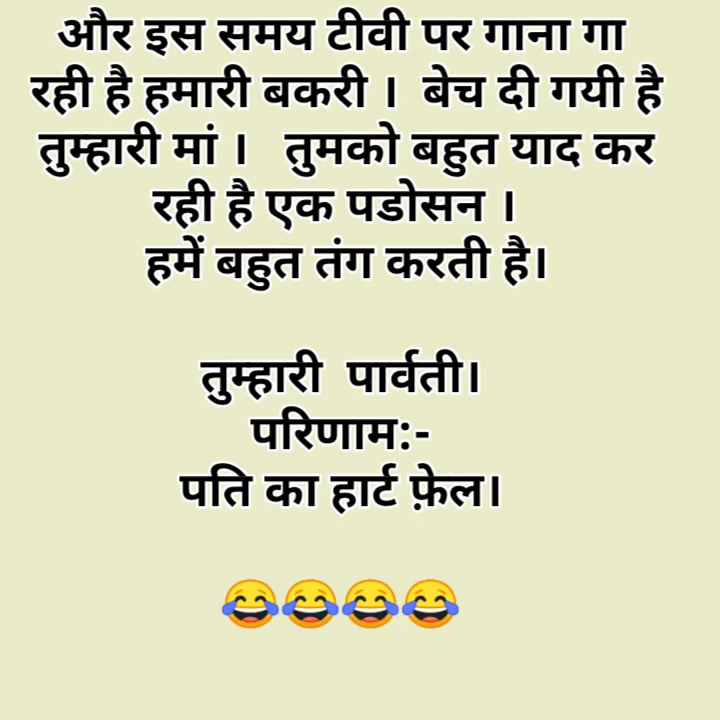 और इस समय टीवी पर गाना गा
रही है हमारी बकरी । बेच दी गयी है
तुम्हारी मां । तुमको बहुत याद कर
रही है एक पडोसन ।
हमें बहुत तंग करती है।
तुम्हारी पार्वती।
परिणाम:-
पति का हार्ट फ़ेल।
😂😂😂😂